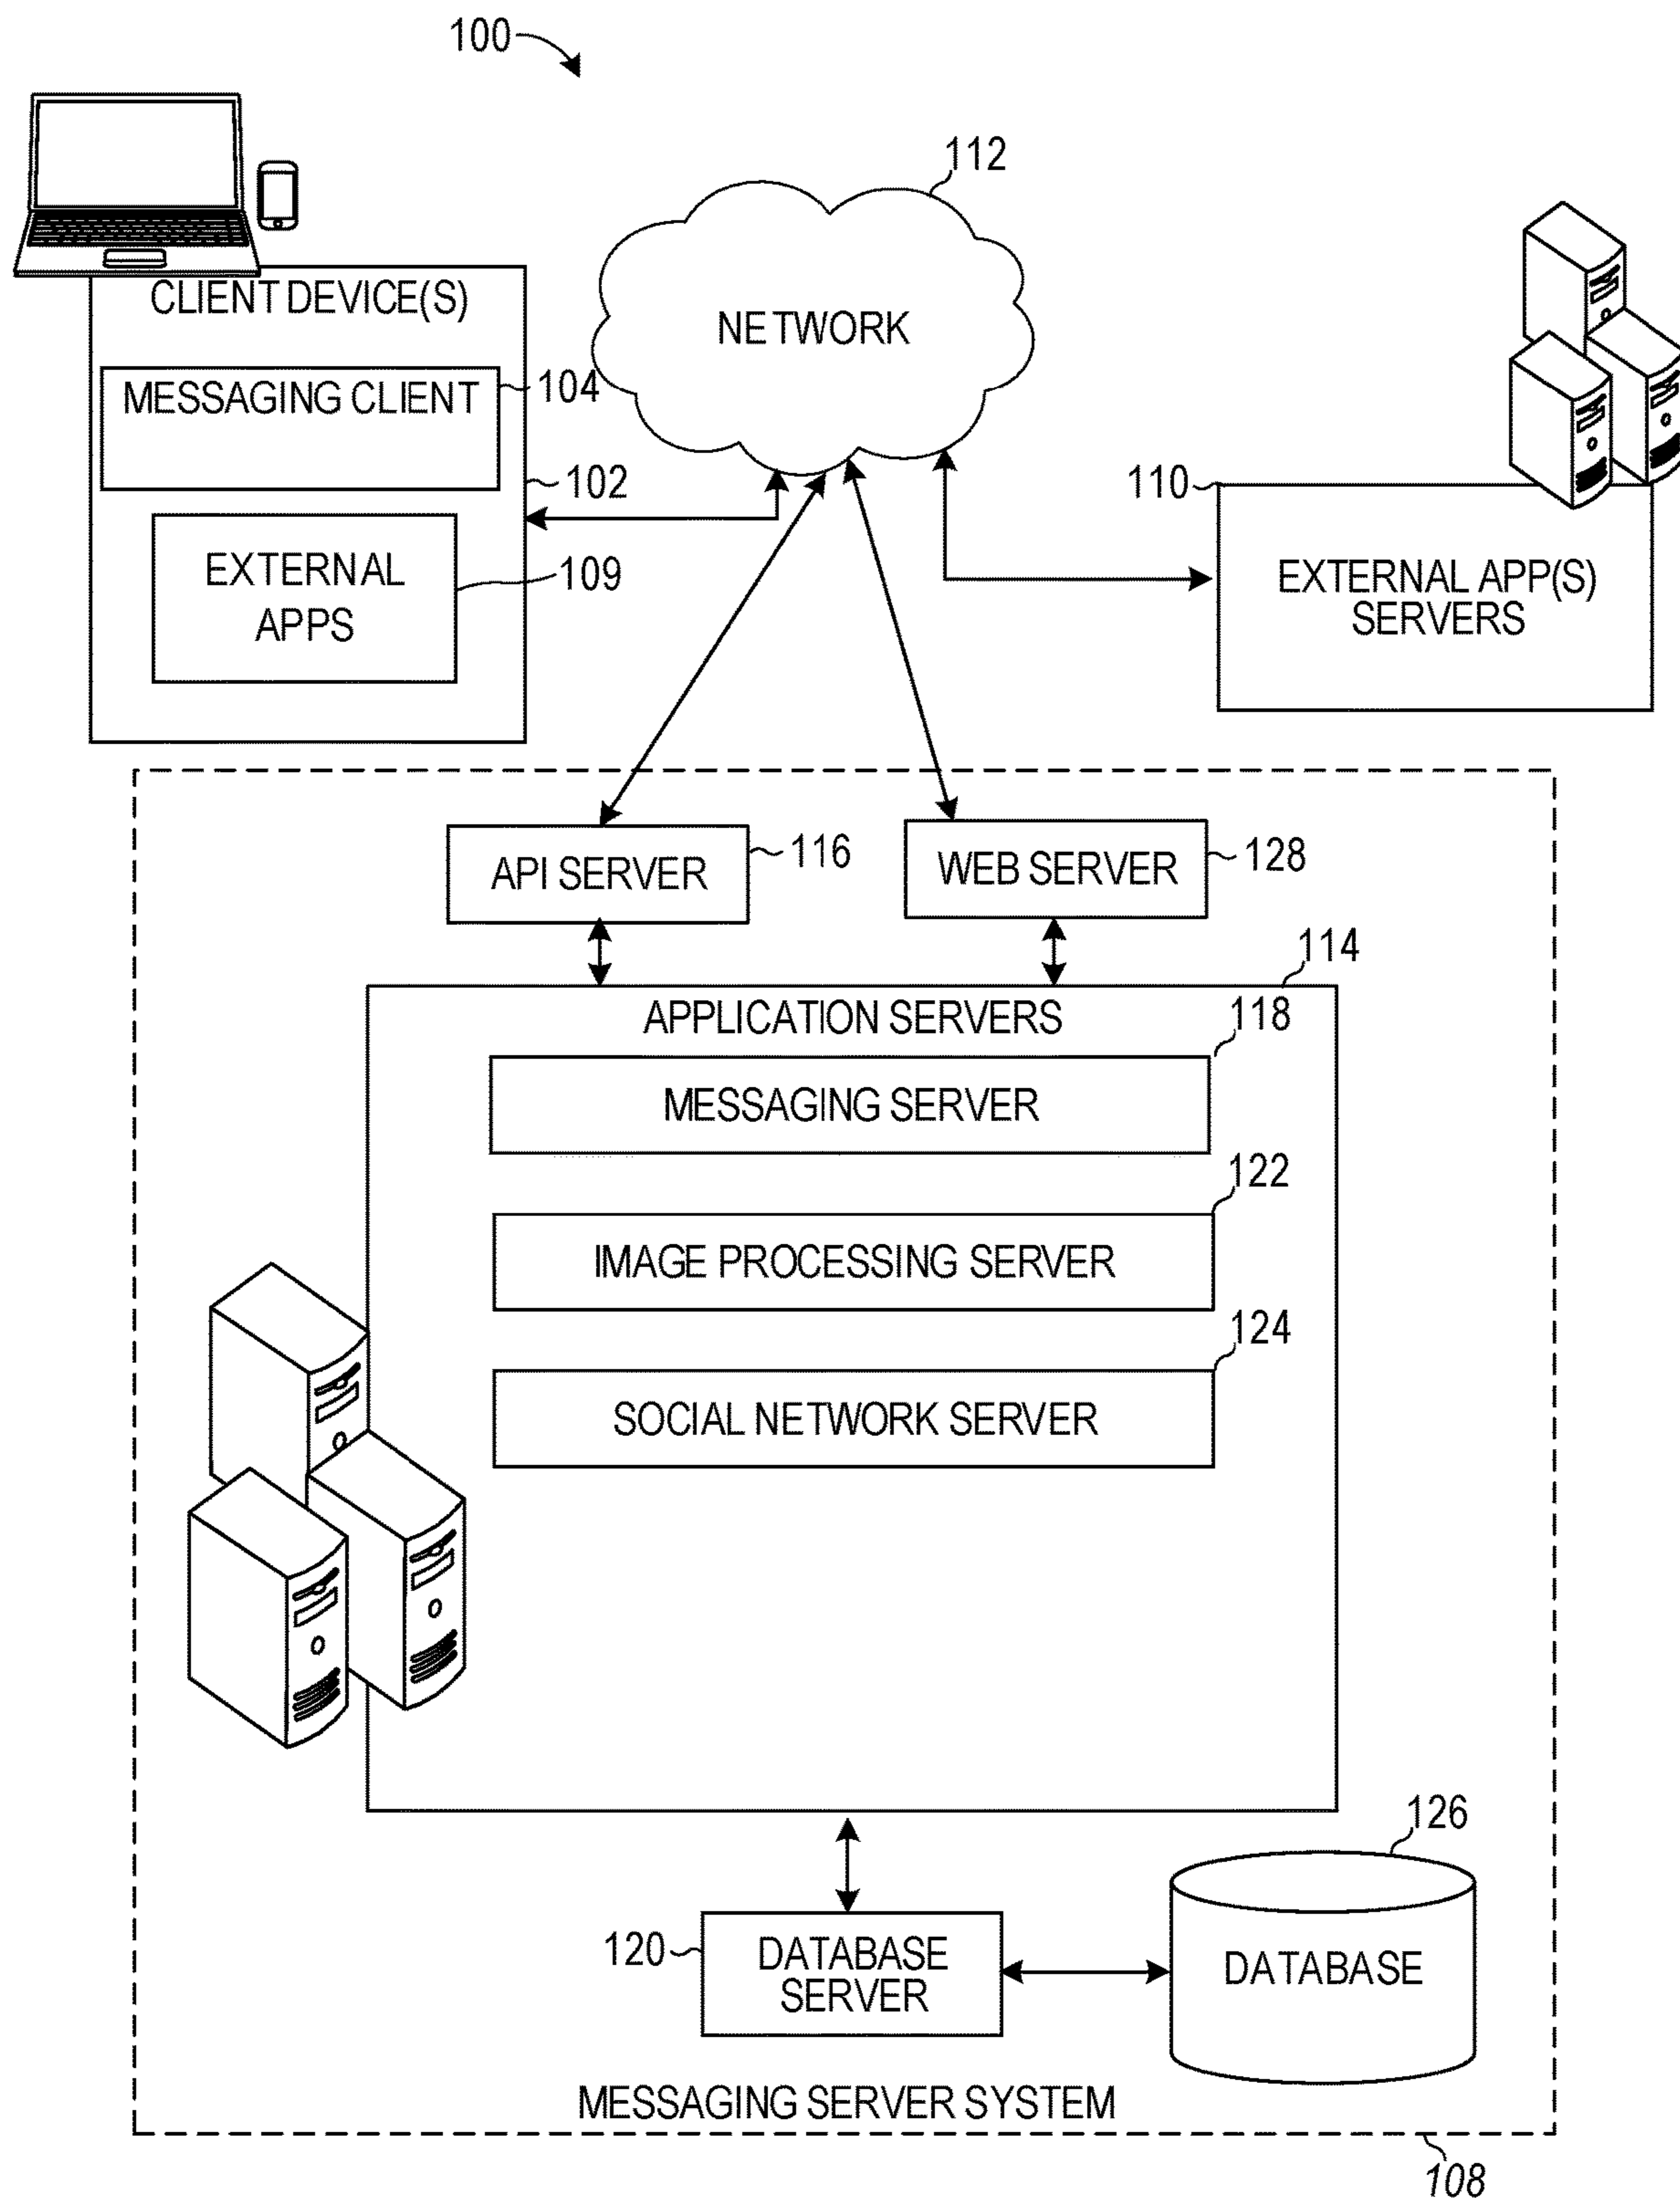 100
112
CLIENT DEVICE(S)
NETWORK
MESSAGING CLIENT
104
102
110
EXTERNAL
APPS
109
EXTERNAL APP(S)
SERVERS
API SERVER
116
WEB SERVER
128
114
APPLICATION SERVERS
118
MESSAGING SERVER
122
IMAGE PROCESSING SERVER
124
SOCIAL NETWORK SERVER
126
120
DATABASE
SERVER
DATABASE
MESSAGING SERVER SYSTEM
108